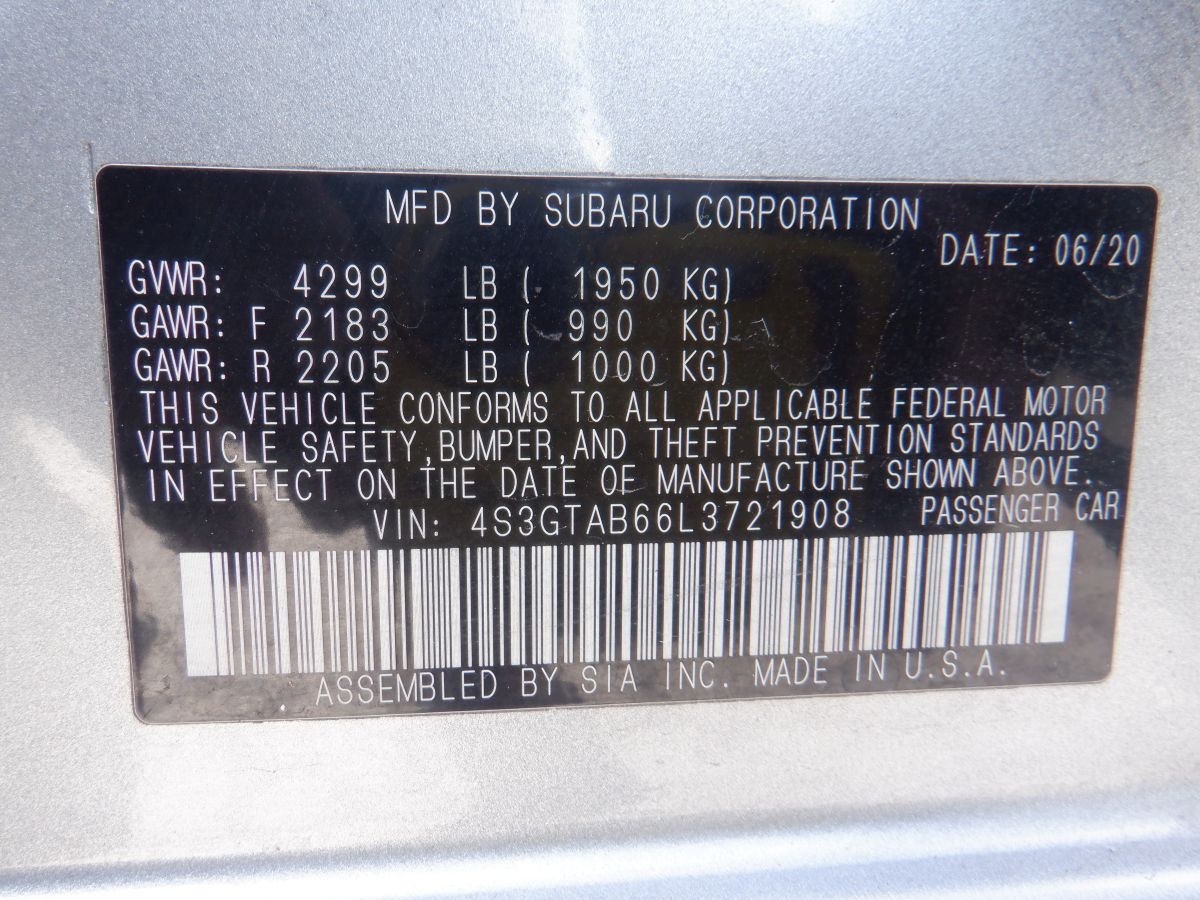 MFD BY SUBARU CORPORATION
DATE: 06/20
GVWR: 4299 LB ( 1950 KG)
GAWR: F 2183 LB ( 990 KG)
GAWR: R 2205 LB ( 1000 KG)
THIS VEHICLE CONFORMS TO ALL APPLICABLE FEDERAL MOTOR
VEHICLE SAFETY,BUMPER,AND THEFT PREVENTION STANDARDS
IN EFFECT ON THE DATE OF MANUFACTURE SHOWN ABOVE.
VIN: 4S3GTAB66L3721908 PASSENGER CAR
ASSEMBLED BY SIA INC. MADE IN U.S.A.